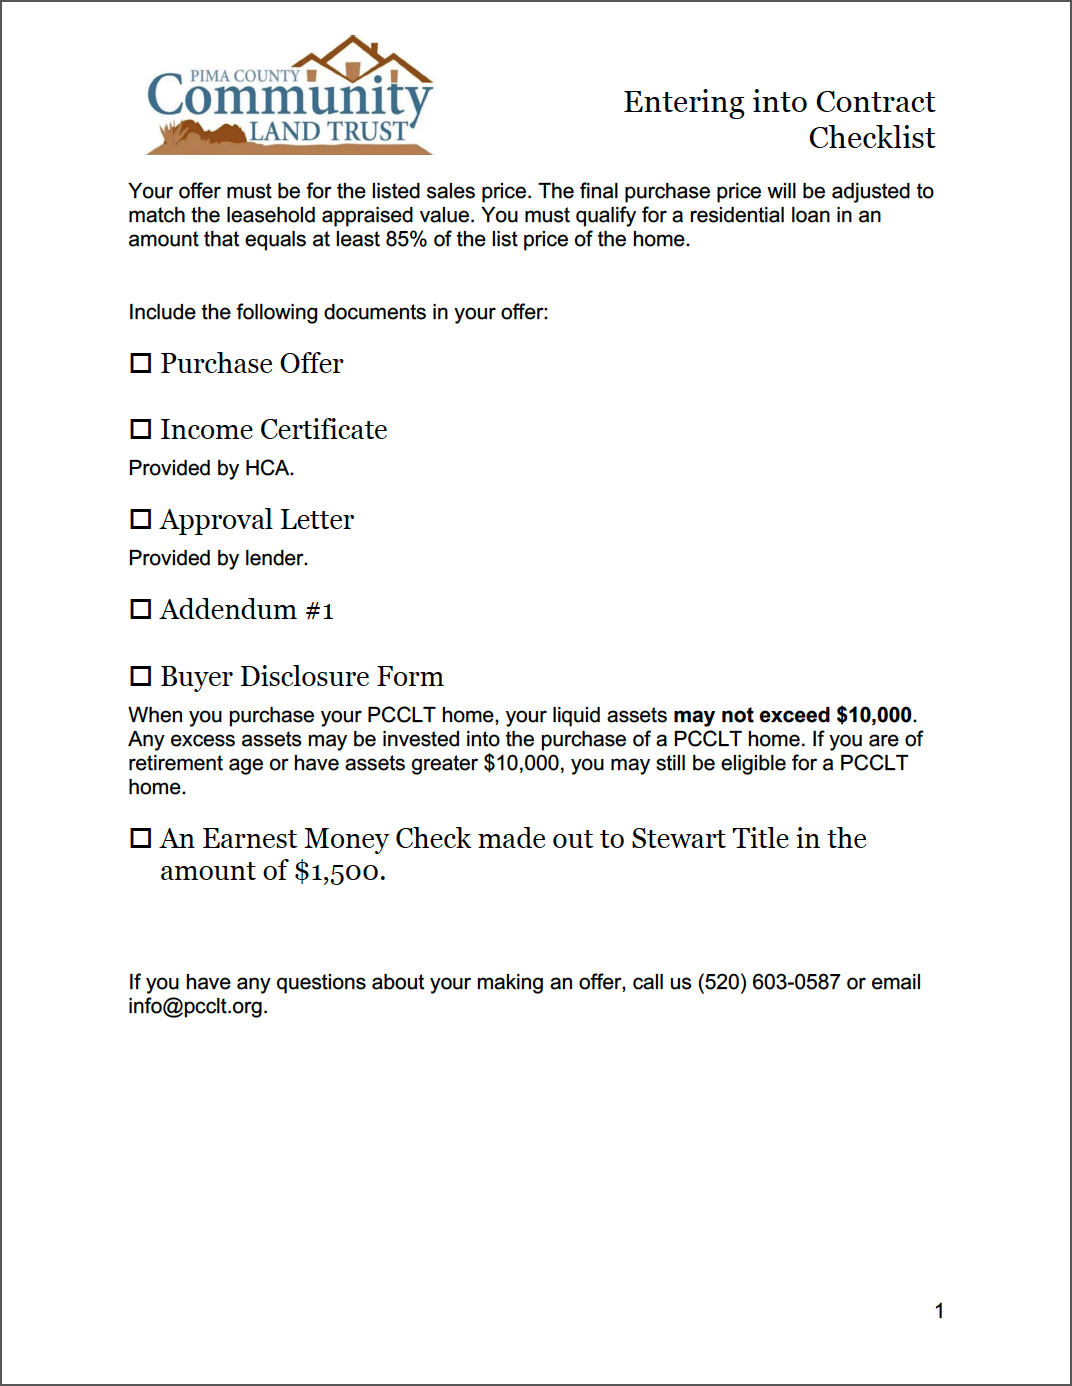 PIMA COUNTY
Community
LAND TRUST
Entering into Contract
Checklist
Your offer must be for the listed sales price. The final purchase price will be adjusted to
match the leasehold appraised value. You must qualify for a residential loan in an
amount that equals at least 85% of the list price of the home.
Include the following documents in your offer:
☐ Purchase Offer
☐ Income Certificate
Provided by HCA.
☐ Approval Letter
Provided by lender.
☐ Addendum #1
☐ Buyer Disclosure Form
When you purchase your PCCLT home, your liquid assets may not exceed $10,000.
Any excess assets may be invested into the purchase of a PCCLT home. If you are of
retirement age or have assets greater $10,000, you may still be eligible for a PCCLT
home.
☐ An Earnest Money Check made out to Stewart Title in the
amount of $1,500.
If you have any questions about your making an offer, call us (520) 603-0587 or email
info@pcclt.org.
1